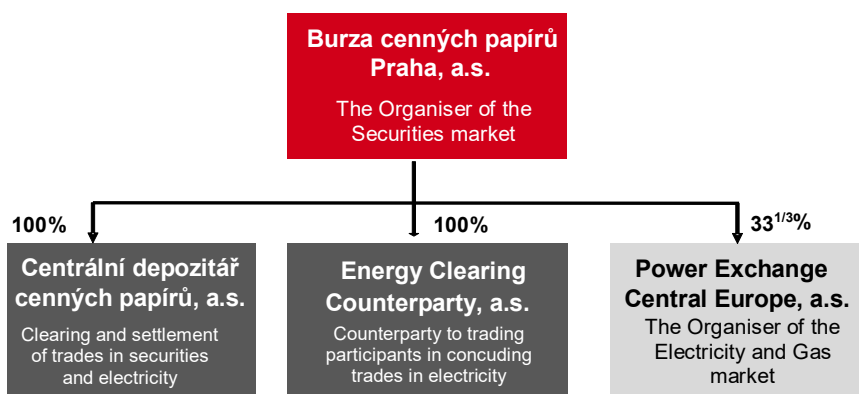 Burza cenných papírů
Praha, a.s.
The Organiser of the
Securities market
100%
100%
33 1/3%
Centrální depozitář
cenných papírů, a.s.
Clearing and settlement
of trades in securities
and electricity
Energy Clearing
Counterparty, a.s.
Counterparty to trading
participants in concuding
trades in electricity
Power Exchange
Central Europe, a.s.
The Organiser of the
Electricity and Gas
market